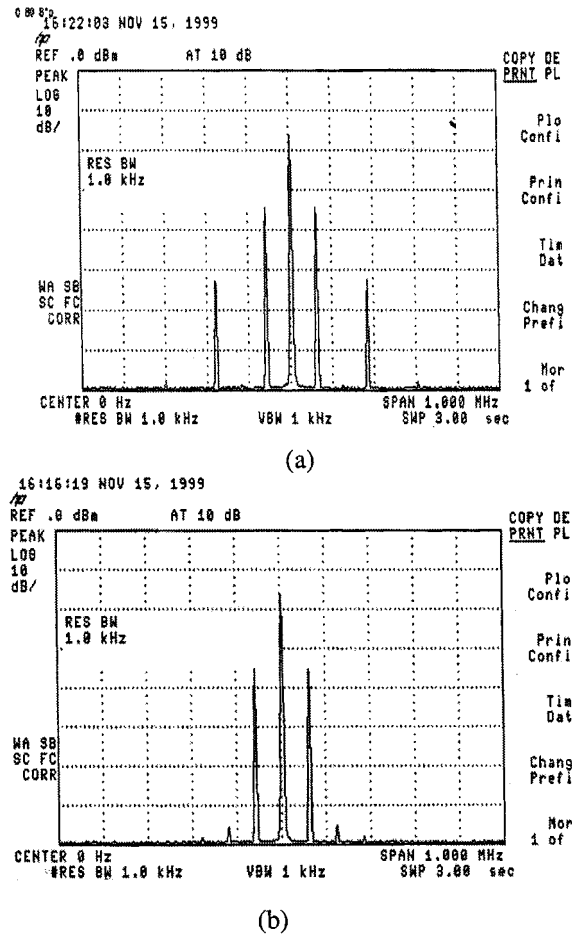 16:22:03 NOV 15, 1999
hp
REF .0 dBm AT 10 dB
PEAK
LOG
10
dB/
RES BW
1.0 kHz
WA SB
SC FC
CORR
CENTER 0 Hz SPAN 1.000 MHz
#RES BW 1.0 kHz VBW 1 kHz SWP 3.00 sec
COPY DE
PRNT PL
Plo
Confi
Prin
Confi
Tim
Dat
Chang
Prefi
Mor
1 of
(a)
16:16:19 NOV 15, 1999
hp
REF .0 dBm AT 10 dB
PEAK
LOG
10
dB/
RES BW
1.0 kHz
WA SB
SC FC
CORR
CENTER 0 Hz SPAN 1.000 MHz
#RES BW 1.0 kHz VBW 1 kHz SWP 3.00 sec
COPY DE
PRNT PL
Plo
Confi
Prin
Confi
Tim
Dat
Chang
Prefi
Mor
1 of
(b)